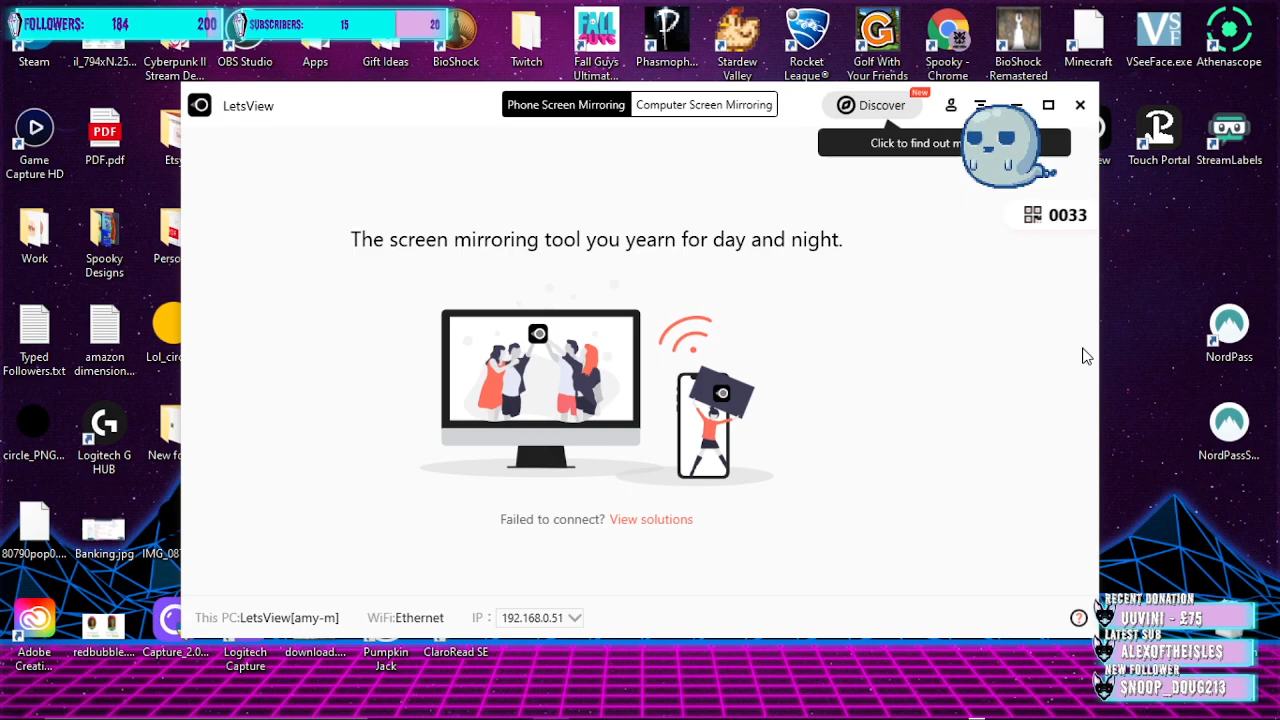 FOLLOWERS: 184 200
SUBSCRIBERS: 15 20
Steam
il_794xN.25...
Cyberpunk II Stream De...
OBS Studio
Apps
Gift Ideas
BioShock
Twitch
Fall Guys Ultimat...
Phasmoph...
Stardew Valley
Rocket League®
Golf With Your Friends
Spooky - Chrome
BioShock Remastered
Minecraft
VSeeFace.exe
Athenascope
LetsView
Phone Screen Mirroring
Computer Screen Mirroring
Discover
New
Click to find out m
0033
Game Capture HD
PDF
PDF.pdf
Ets
Touch Portal
StreamLabels
The screen mirroring tool you yearn for day and night.
Work
Spooky Designs
Perso
Typed Followers.txt
amazon dimension...
Lol_circ
NordPass
circle_PNG...
Logitech G HUB
New fo
NordPassS...
Failed to connect? View solutions
80790pop0....
Banking.jpg
IMG_087
This PC:LetsView[amy-m]
WiFi:Ethernet
IP :
192.168.0.51
Adobe Creati...
redbubble....
Capture_2.0...
Logitech Capture
download....
Pumpkin Jack
ClaroRead SE
RECENT DONATION
UUVINI - £75
LATEST SUB
ALEXOFTHEISLES
NEW FOLLOWER
SNOOP_DOUG213